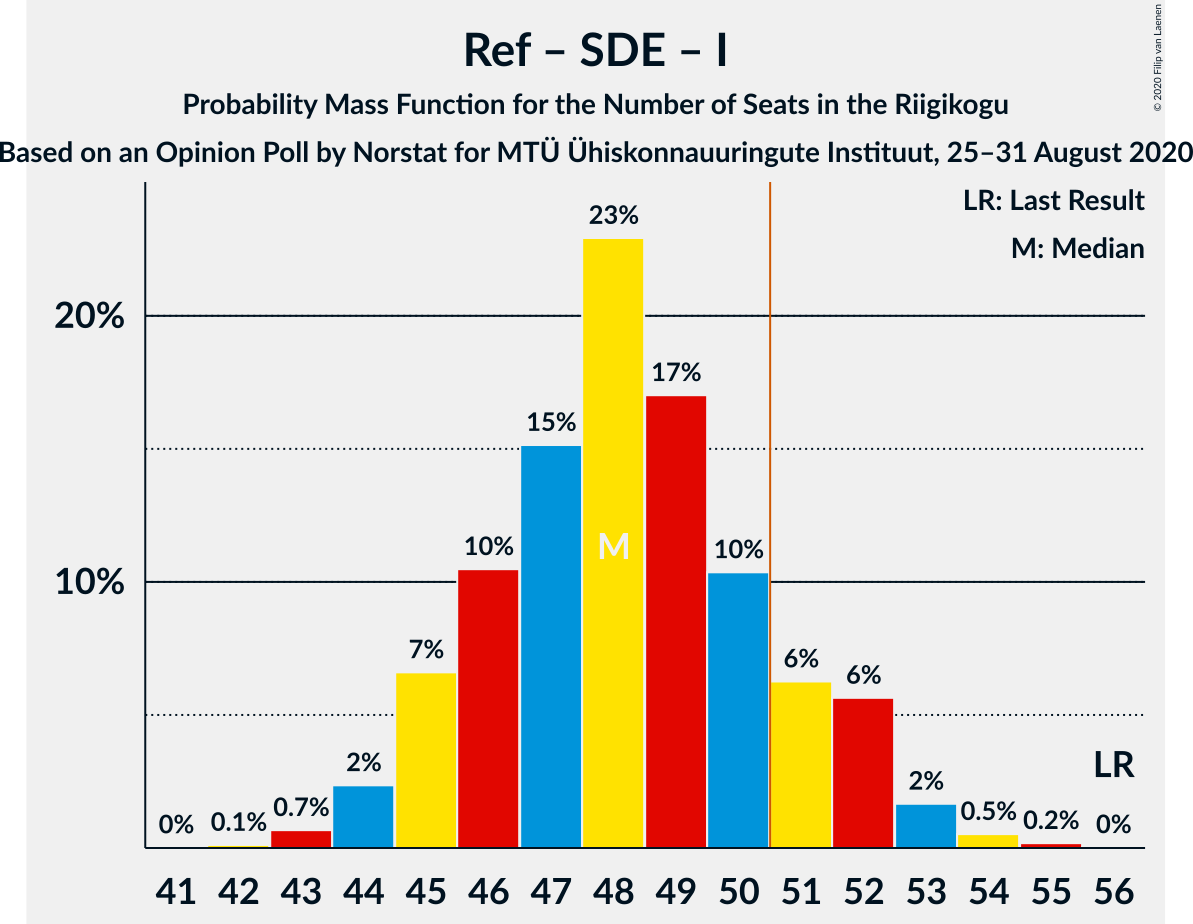 Ref – SDE – I
Probability Mass Function for the Number of Seats in the Riigikogu
Based on an Opinion Poll by Norstat for MTÜ Ühiskonnauuringute Instituut, 25–31 August 2020
© 2020 Filip van Laenen
LR: Last Result
M: Median
23%
20%
17%
15%
10%
M
10%
10%
7%
6%
6%
LR
2%
2%
0.7%
0.5%
0.2%
0%
0.1%
0%
41 42 43 44 45 46 47 48 49 50 51 52 53 54 55 56